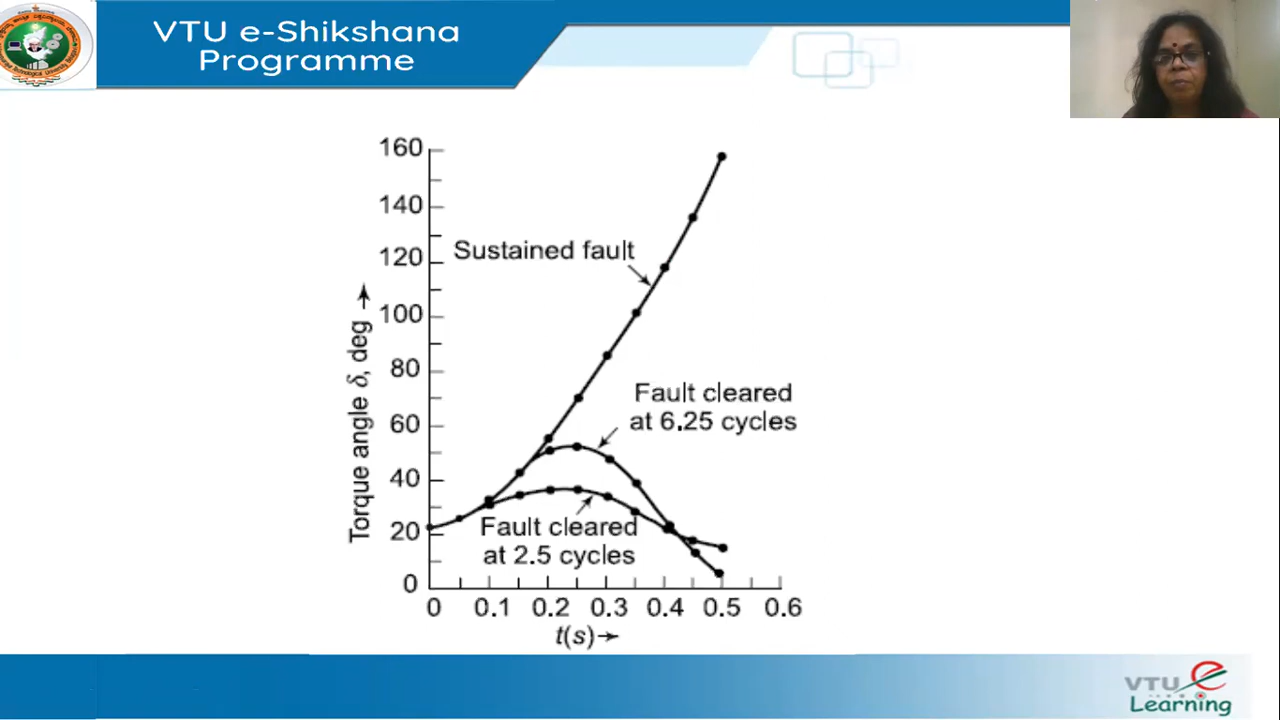 VTU e-Shikshana
Programme
160
140
120
100
80
60
40
20
0
Torque angle δ, deg →
Sustained fault
Fault cleared
at 6.25 cycles
Fault cleared
at 2.5 cycles
0 0.1 0.2 0.3 0.4 0.5 0.6
t(s)→
VTU e
Learning